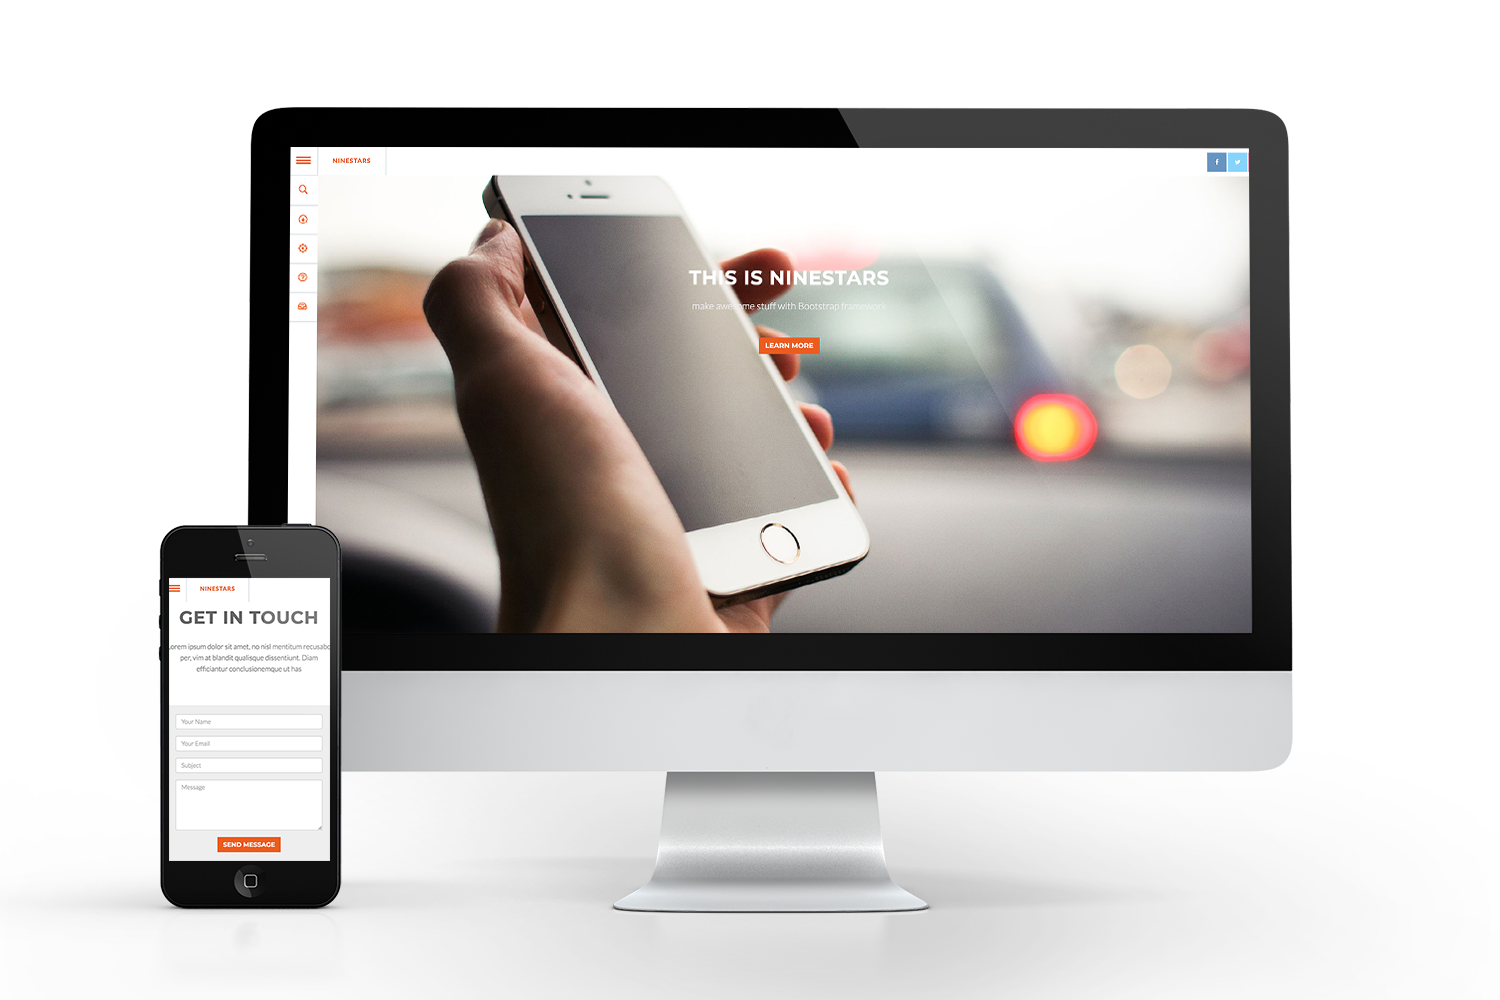 NINESTARS
THIS IS NINESTARS
make awesome stuff with Bootstrap framework
LEARN MORE
NINESTARS
GET IN TOUCH
Lorem ipsum dolor sit amet, no nisl mentitum recusabo
per, vim at blandit qualisque dissentiunt. Diam
efficiantur conclusionemque ut has
Your Name
Your Email
Subject
Message
SEND MESSAGE